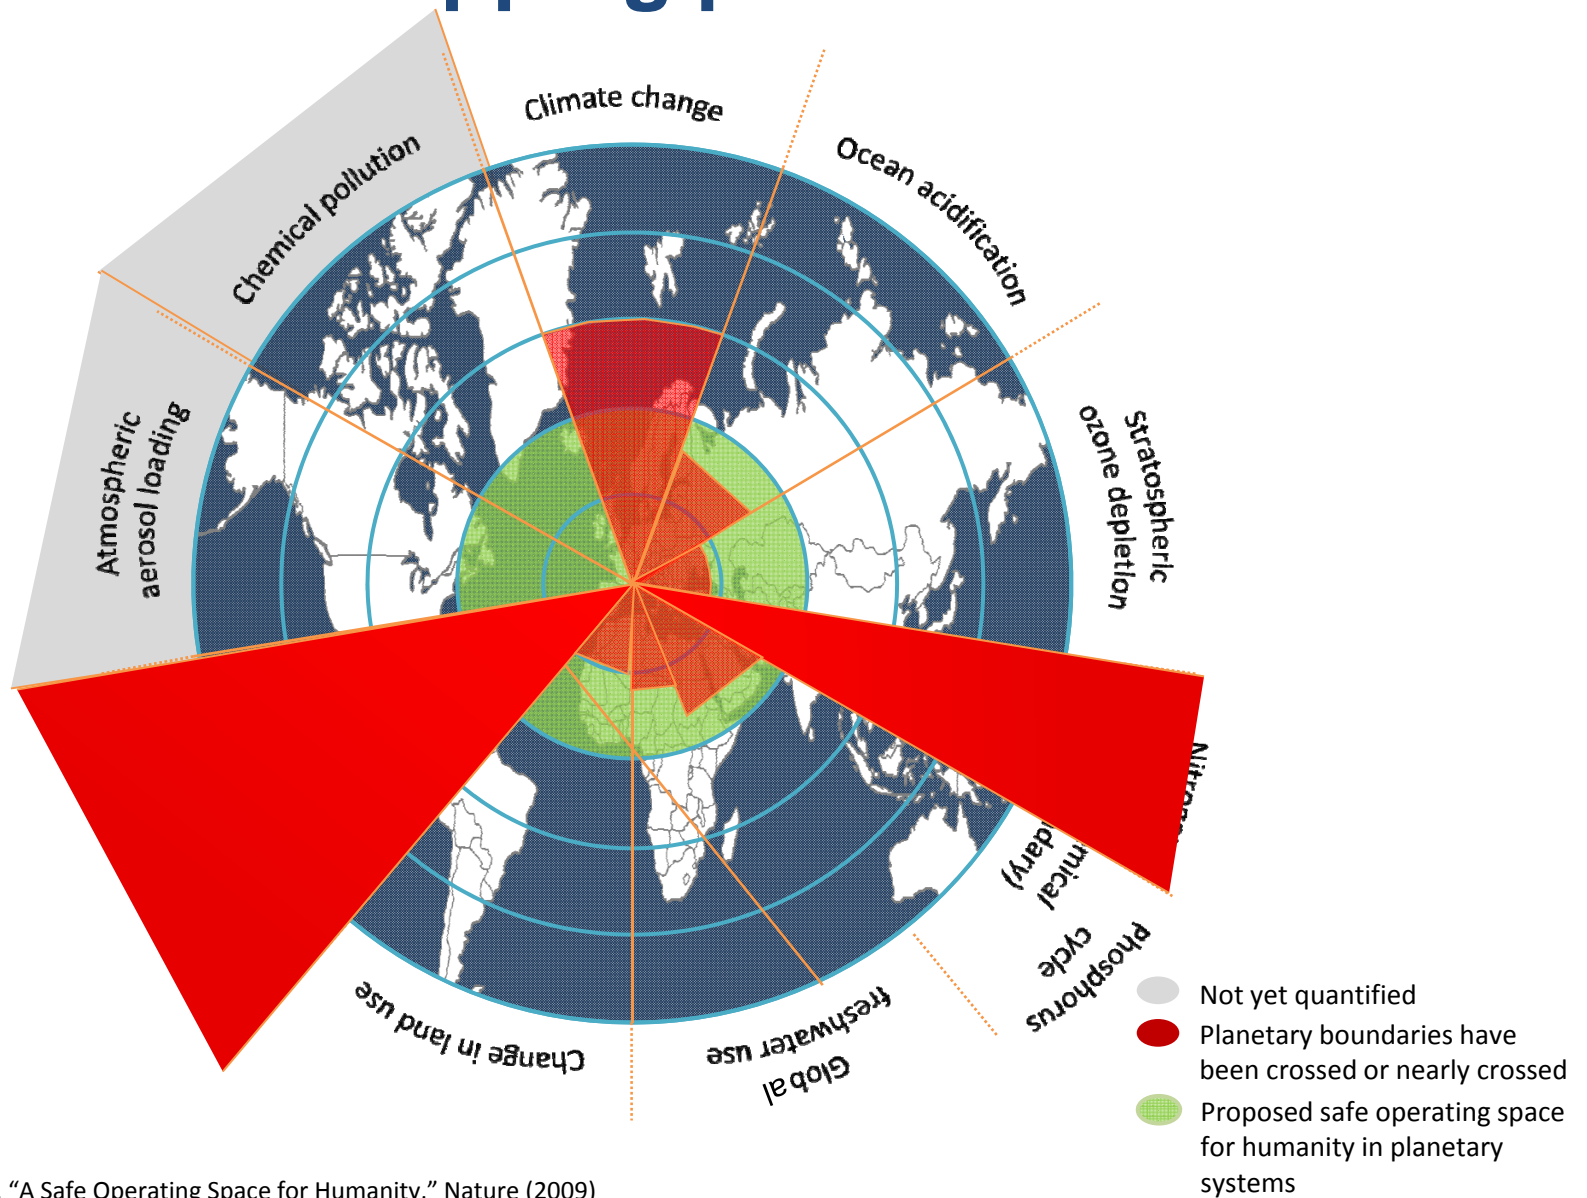 Climate change
Ocean acidification
Stratospheric
ozone depletion
Phosphorus
cycle
Global
freshwater use
Change in land use
Atmospheric
aerosol loading
Chemical pollution
Not yet quantified
Planetary boundaries have
been crossed or nearly crossed
Proposed safe operating space
for humanity in planetary
systems
“A Safe Operating Space for Humanity.” Nature (2009)